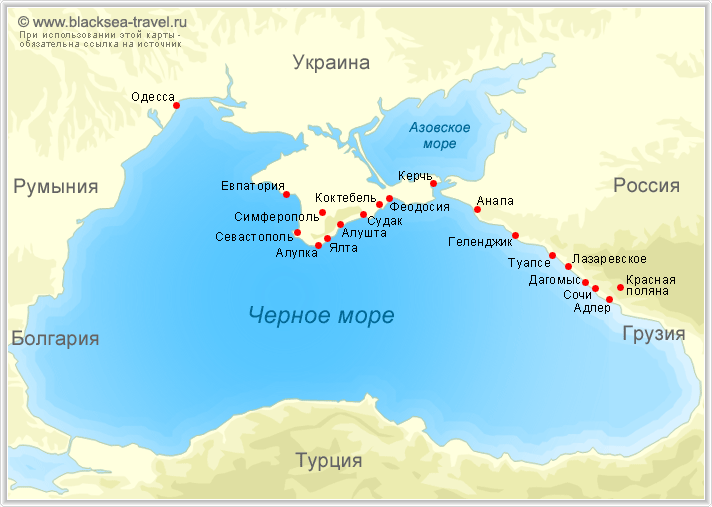 © www.blacksea-travel.ru
При использовании этой карты -
обязательна ссылка на источник
Украина
Одесса
Азовское
море
Румыния
Евпатория
Коктебель
Керчь
Феодосия
Анапа
Россия
Симферополь
Судак
Севастополь
Алушта
Алупка
Ялта
Геленджик
Туапсе
Лазаревское
Дагомыс
Красная
поляна
Сочи
Адлер
Черное море
Болгария
Грузия
Турция